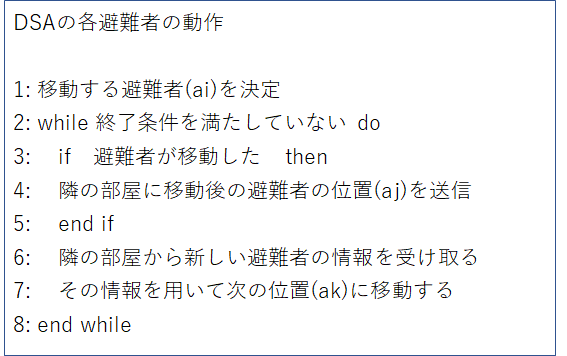 DSAの各避難者の動作
1: 移動する避難者(ai)を決定
2: while 終了条件を満たしていない do
3: if 避難者が移動した then
4: 隣の部屋に移動後の避難者の位置(aj)を送信
5: end if
6: 隣の部屋から新しい避難者の情報を受け取る
7: その情報を用いて次の位置(ak)に移動する
8: end while